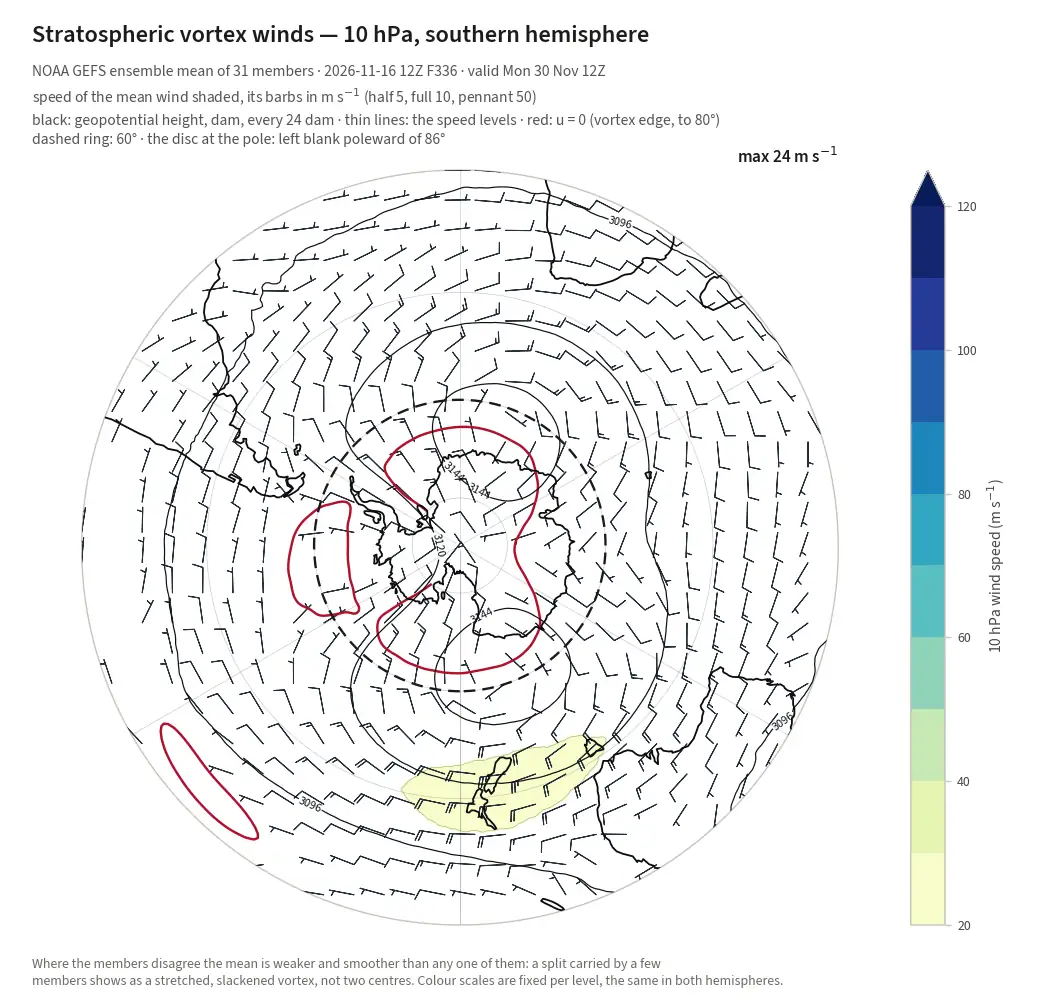 Stratospheric vortex winds — 10 hPa, southern hemisphere
NOAA GEFS ensemble mean of 31 members · 2026-11-16 12Z F336 · valid Mon 30 Nov 12Z
speed of the mean wind shaded, its barbs in m s⁻¹ (half 5, full 10, pennant 50)
black: geopotential height, dam, every 24 dam · thin lines: the speed levels · red: u = 0 (vortex edge, to 80°)
dashed ring: 60° · the disc at the pole: left blank poleward of 86°
max 24 m s⁻¹
3096
3144
3144
3120
3144
3096
3096
120
100
80
60
40
20
10 hPa wind speed (m s⁻¹)
Where the members disagree the mean is weaker and smoother than any one of them: a split carried by a few
members shows as a stretched, slackened vortex, not two centres. Colour scales are fixed per level, the same in both hemispheres.